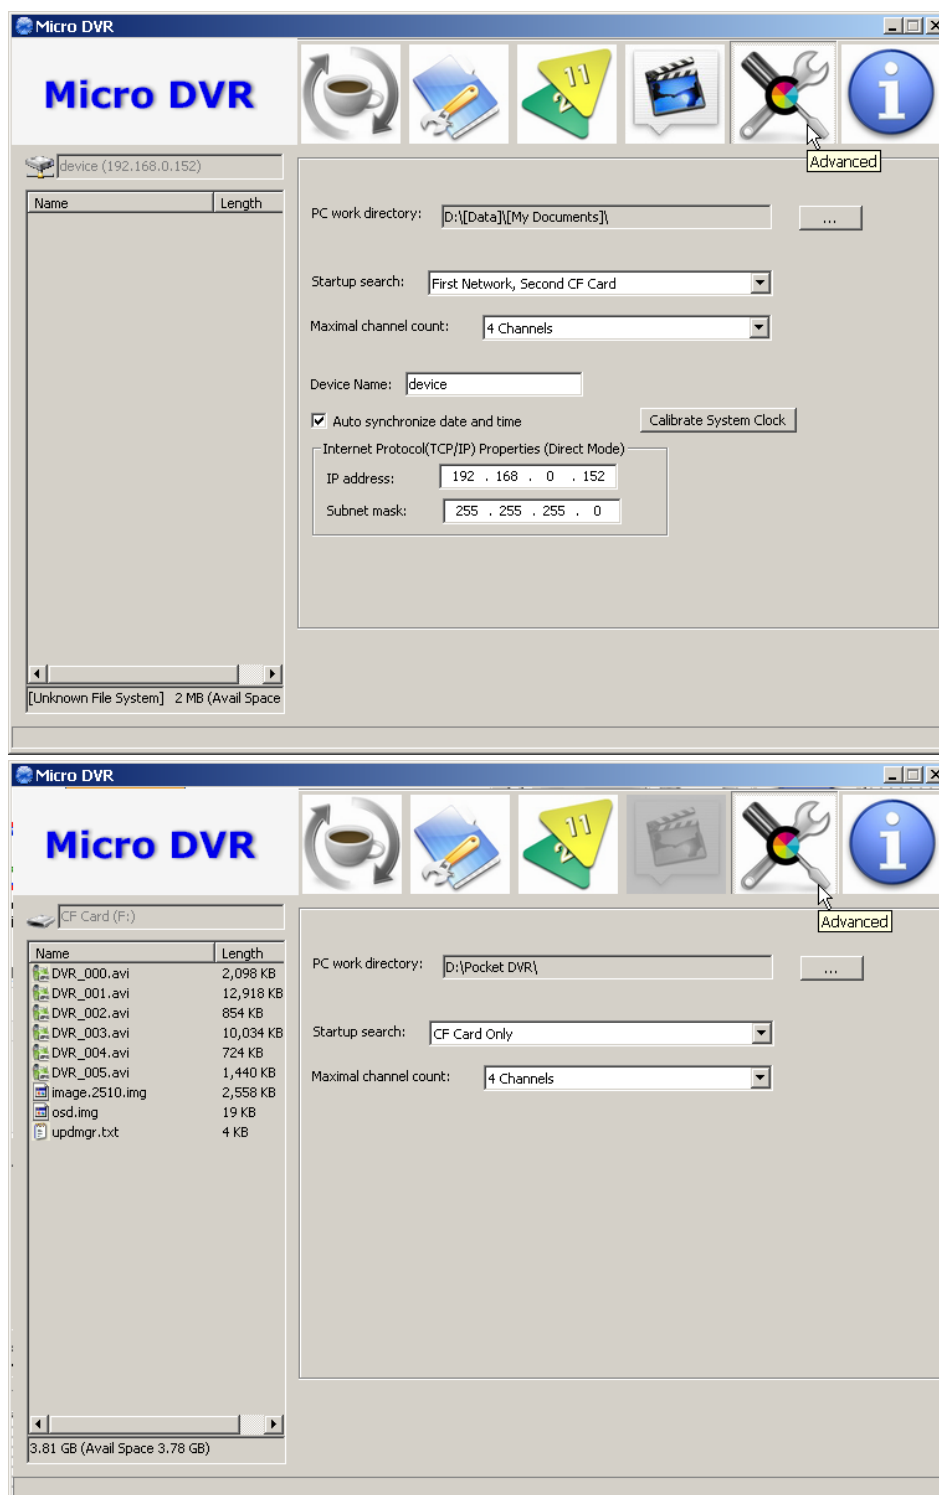 Micro DVR
Micro DVR
11
2
Advanced
device (192.168.0.152)
Name Length
PC work directory: D:\[Data]\[My Documents]\ ...
Startup search: First Network, Second CF Card
Maximal channel count: 4 Channels
Device Name: device
Auto synchronize date and time Calibrate System Clock
Internet Protocol(TCP/IP) Properties (Direct Mode)
IP address: 192 . 168 . 0 . 152
Subnet mask: 255 . 255 . 255 . 0
[Unknown File System] 2 MB (Avail Space
Micro DVR
Micro DVR
11
2
Advanced
CF Card (F:)
Name Length
DVR_000.avi 2,098 KB
DVR_001.avi 12,918 KB
DVR_002.avi 854 KB
DVR_003.avi 10,034 KB
DVR_004.avi 724 KB
DVR_005.avi 1,440 KB
image.2510.img 2,558 KB
osd.img 19 KB
updmgr.txt 4 KB
PC work directory: D:\Pocket DVR\ ...
Startup search: CF Card Only
Maximal channel count: 4 Channels
3.81 GB (Avail Space 3.78 GB)